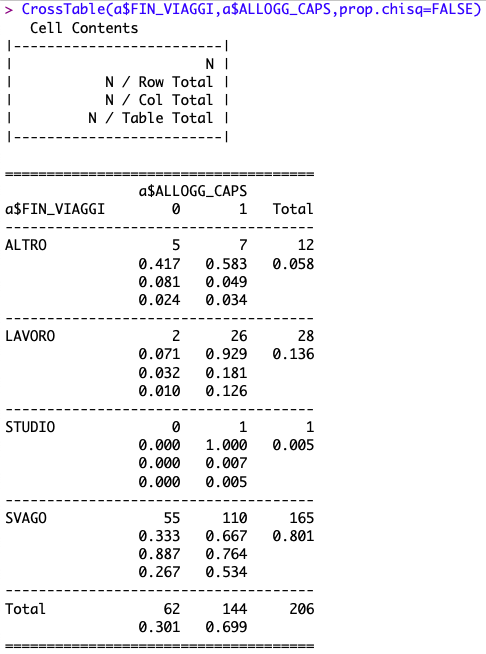 > CrossTable(a$FIN_VIAGGI,a$ALLOGG_CAPS,prop.chisq=FALSE)
   Cell Contents
|-------------------------|
|                       N |
|           N / Row Total |
|           N / Col Total |
|         N / Table Total |
|-------------------------|

=====================================
                a$ALLOGG_CAPS
a$FIN_VIAGGI        0       1   Total
-------------------------------------
ALTRO               5       7      12
                0.417   0.583   0.058
                0.081   0.049
                0.024   0.034
-------------------------------------
LAVORO              2      26      28
                0.071   0.929   0.136
                0.032   0.181
                0.010   0.126
-------------------------------------
STUDIO              0       1       1
                0.000   1.000   0.005
                0.000   0.007
                0.000   0.005
-------------------------------------
SVAGO              55     110     165
                0.333   0.667   0.801
                0.887   0.764
                0.267   0.534
-------------------------------------
Total              62     144     206
                0.301   0.699
=====================================